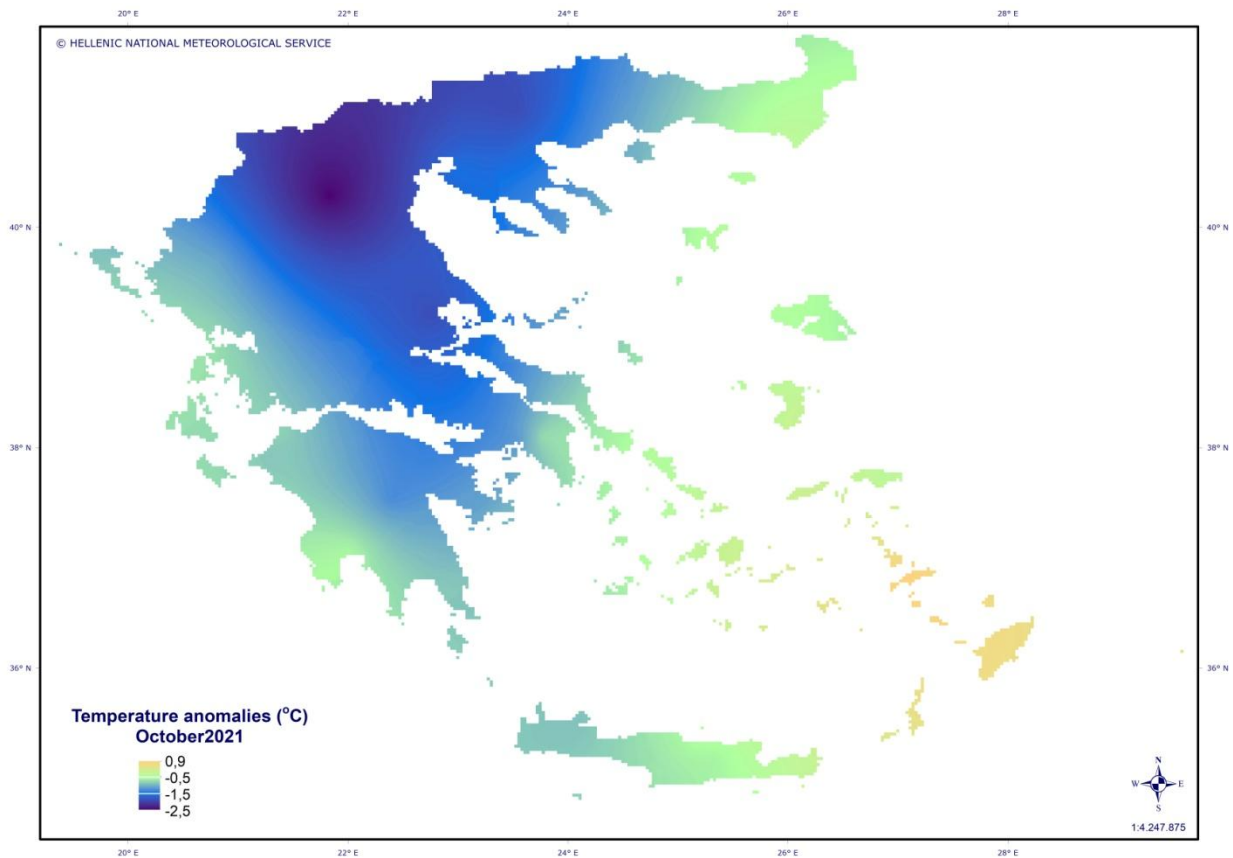 20° E 22° E 24° E 26° E 28° E
© HELLENIC NATIONAL METEOROLOGICAL SERVICE
40° N 40° N
38° N 38° N
36° N 36° N
Temperature anomalies (°C)
October2021
0,9
-0,5
-1,5
-2,5
N
W E
S
1:4.247.875
20° E 22° E 24° E 26° E 28° E